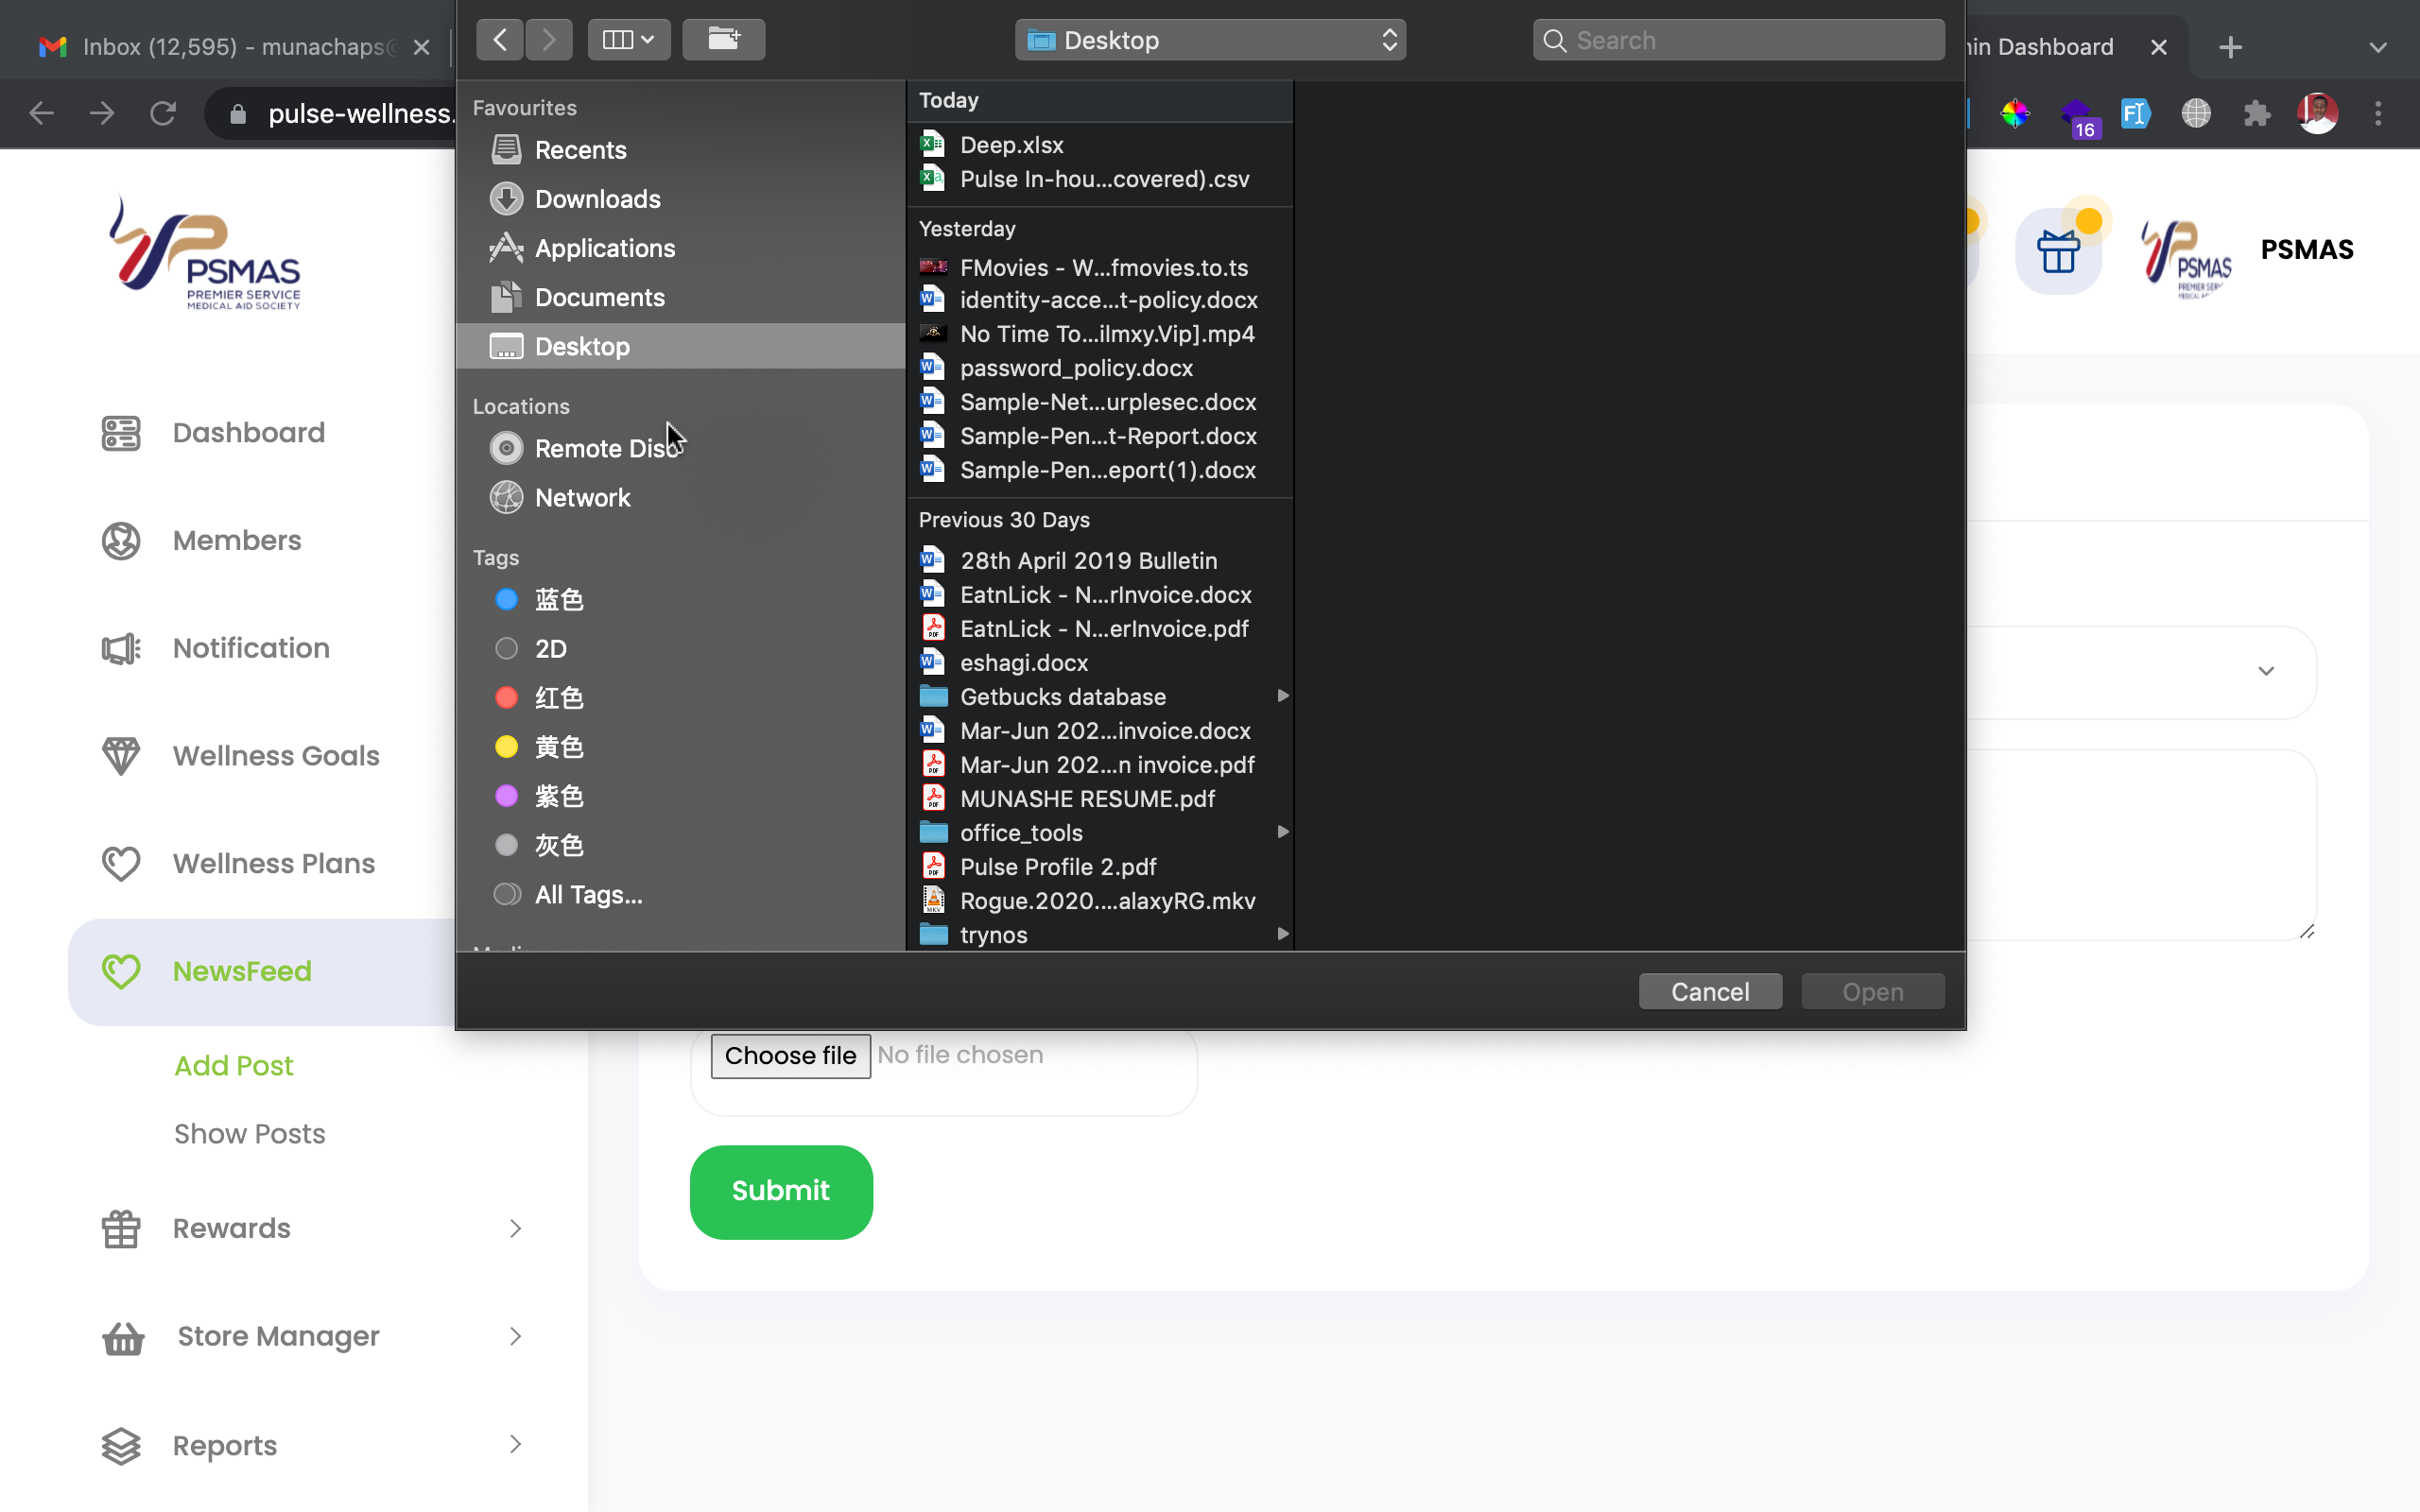 Inbox (12,595) - munachaps@
Desktop
Search
in Dashboard
pulse-wellness.
16
Favourites
Recents
Downloads
Applications
Documents
Desktop
Locations
Remote Disc
Network
Tags
蓝色
2D
红色
黄色
紫色
灰色
All Tags...
Today
Deep.xlsx
Pulse In-hou...covered).csv
Yesterday
FMovies - W...fmovies.to.ts
identity-acce...t-policy.docx
No Time To...ilmxy.Vip].mp4
password_policy.docx
Sample-Net...urplesec.docx
Sample-Pen...t-Report.docx
Sample-Pen...eport(1).docx
Previous 30 Days
28th April 2019 Bulletin
EatnLick - N...rInvoice.docx
EatnLick - N...erInvoice.pdf
eshagi.docx
Getbucks database
Mar-Jun 202...invoice.docx
Mar-Jun 202...n invoice.pdf
MUNASHE RESUME.pdf
office_tools
Pulse Profile 2.pdf
Rogue.2020....alaxyRG.mkv
trynos
Cancel
Open
PSMAS
PREMIER SERVICE
MEDICAL AID SOCIETY
PSMAS
PSMAS
Dashboard
Members
Notification
Wellness Goals
Wellness Plans
NewsFeed
Add Post
Show Posts
Rewards
Store Manager
Reports
Choose file
No file chosen
Submit